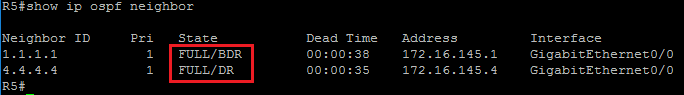 R5#show ip ospf neighbor
Neighbor ID     Pri   State           Dead Time   Address         Interface
1.1.1.1           1   FULL/BDR        00:00:38    172.16.145.1    GigabitEthernet0/0
4.4.4.4           1   FULL/DR         00:00:35    172.16.145.4    GigabitEthernet0/0
R5#